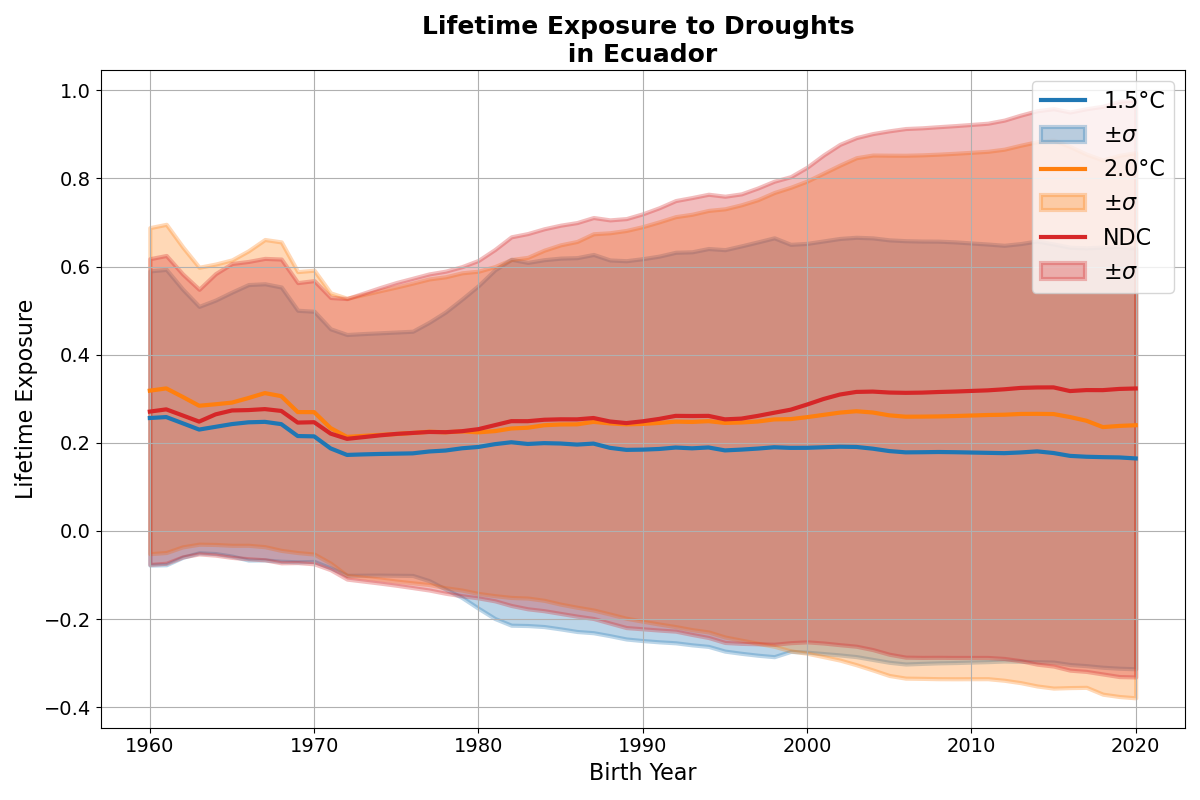 Lifetime Exposure to Droughts
in Ecuador
1.0
0.8
0.6
0.4
0.2
0.0
−0.2
−0.4
Lifetime Exposure
1.5°C
±σ
2.0°C
±σ
NDC
±σ
1960
1970
1980
1990
2000
2010
2020
Birth Year